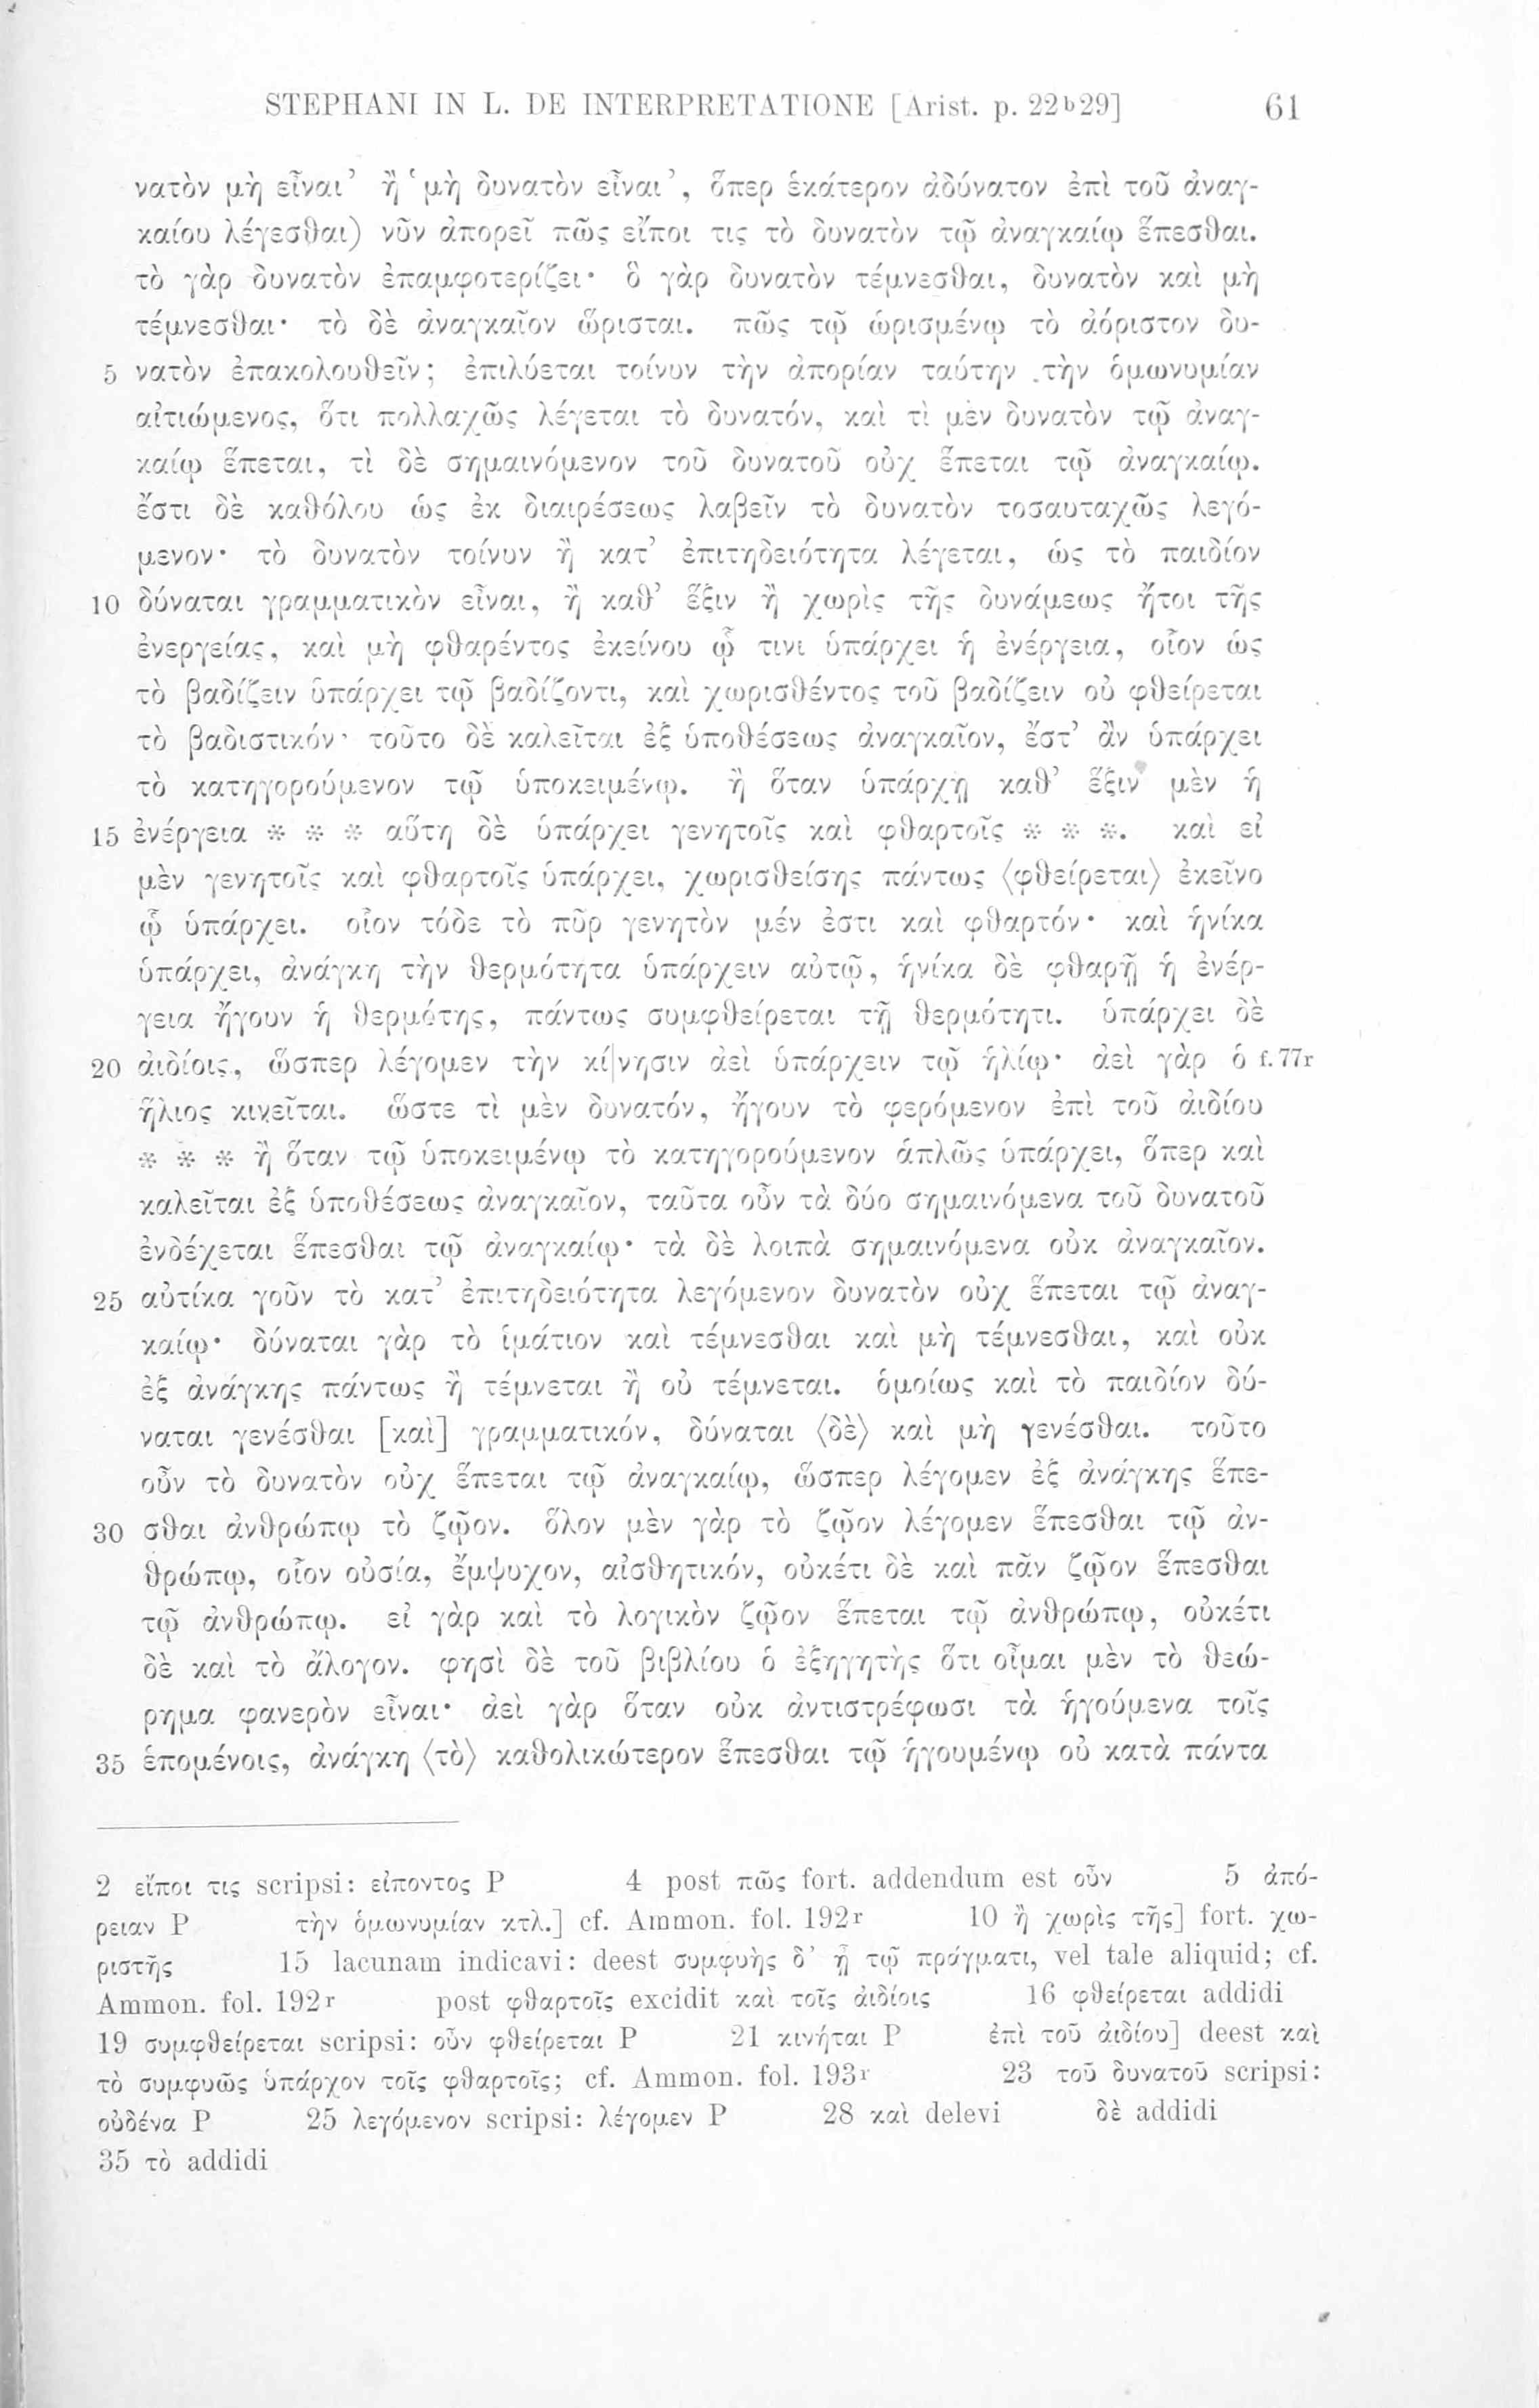 STEPHANI IN L. DE INTERPRETATIONE [Arist. p. 22ᵇ29] 61
νατὸν μὴ εἶναι’ ἢ ‘μὴ δυνατὸν εἶναι’, ὅπερ ἑκάτερον ἀδύνατον ἐπὶ τοῦ ἀναγ-
καίου λέγεσθαι) νῦν ἀπορεῖ πῶς εἴποι τις τὸ δυνατὸν τῷ ἀναγκαίῳ ἕπεσθαι.
τὸ γὰρ δυνατὸν ἐπαμφοτερίζει· ὃ γὰρ δυνατὸν τέμνεσθαι, δυνατὸν καὶ μὴ
τέμνεσθαι· τὸ δὲ ἀναγκαῖον ὥρισται. πῶς τῷ ὡρισμένῳ τὸ ἀόριστον δυ-
5 νατὸν ἐπακολουθεῖν; ἐπιλύεται τοίνυν τὴν ἀπορίαν ταύτην τὴν ὁμωνυμίαν
αἰτιώμενος, ὅτι πολλαχῶς λέγεται τὸ δυνατόν, καὶ τὶ μὲν δυνατὸν τῷ ἀναγ-
καίῳ ἕπεται, τὶ δὲ σημαινόμενον τοῦ δυνατοῦ οὐχ ἕπεται τῷ ἀναγκαίῳ.
ἔστι δὲ καθόλου ὡς ἐκ διαιρέσεως λαβεῖν τὸ δυνατὸν τοσαυταχῶς λεγό-
μενον· τὸ δυνατὸν τοίνυν ἢ κατ’ ἐπιτηδειότητα λέγεται, ὡς τὸ παιδίον
10 δύναται γραμματικὸν εἶναι, ἢ καθ’ ἕξιν ἢ χωρὶς τῆς δυνάμεως ἤτοι τῆς
ἐνεργείας, καὶ μὴ φθαρέντος ἐκείνου ᾧ τινι ὑπάρχει ἡ ἐνέργεια, οἷον ὡς
τὸ βαδίζειν ὑπάρχει τῷ βαδίζοντι, καὶ χωρισθέντος τοῦ βαδίζειν οὐ φθείρεται
τὸ βαδιστικόν· τοῦτο δὲ καλεῖται ἐξ ὑποθέσεως ἀναγκαῖον, ἔστ’ ἂν ὑπάρχει
τὸ κατηγορούμενον τῷ ὑποκειμένῳ. ἢ ὅταν ὑπάρχῃ καθ’ ἕξιν μὲν ἡ
15 ἐνέργεια * * * αὕτη δὲ ὑπάρχει γενητοῖς καὶ φθαρτοῖς * * *. καὶ εἰ
μὲν γενητοῖς καὶ φθαρτοῖς ὑπάρχει, χωρισθείσης πάντως ⟨φθείρεται⟩ ἐκεῖνο
ᾧ ὑπάρχει. οἷον τόδε τὸ πῦρ γενητὸν μέν ἐστι καὶ φθαρτόν· καὶ ἡνίκα
ὑπάρχει, ἀνάγκη τὴν θερμότητα ὑπάρχειν αὐτῷ, ἡνίκα δὲ φθαρῇ ἡ ἐνέρ-
γεια ἤγουν ἡ θερμότης, πάντως συμφθείρεται τῇ θερμότητι. ὑπάρχει δὲ
20 ἀιδίοις, ὥσπερ λέγομεν τὴν κί|νησιν ἀεὶ ὑπάρχειν τῷ ἡλίῳ· ἀεὶ γὰρ ὁ f. 77r
ἥλιος κινεῖται. ὥστε τὶ μὲν δυνατόν, ἤγουν τὸ φερόμενον ἐπὶ τοῦ ἀιδίου
* * * ἢ ὅταν τῷ ὑποκειμένῳ τὸ κατηγορούμενον ἁπλῶς ὑπάρχει, ὅπερ καὶ
καλεῖται ἐξ ὑποθέσεως ἀναγκαῖον, ταῦτα οὖν τὰ δύο σημαινόμενα τοῦ δυνατοῦ
ἐνδέχεται ἕπεσθαι τῷ ἀναγκαίῳ· τὰ δὲ λοιπὰ σημαινόμενα οὐκ ἀναγκαῖον.
25 αὐτίκα γοῦν τὸ κατ’ ἐπιτηδειότητα λεγόμενον δυνατὸν οὐχ ἕπεται τῷ ἀναγ-
καίῳ· δύναται γὰρ τὸ ἱμάτιον καὶ τέμνεσθαι καὶ μὴ τέμνεσθαι, καὶ οὐκ
ἐξ ἀνάγκης πάντως ἢ τέμνεται ἢ οὐ τέμνεται. ὁμοίως καὶ τὸ παιδίον δύ-
ναται γενέσθαι [καὶ] γραμματικόν, δύναται ⟨δὲ⟩ καὶ μὴ γενέσθαι. τοῦτο
οὖν τὸ δυνατὸν οὐχ ἕπεται τῷ ἀναγκαίῳ, ὥσπερ λέγομεν ἐξ ἀνάγκης ἕπε-
30 σθαι ἀνθρώπῳ τὸ ζῷον. ὅλον μὲν γὰρ τὸ ζῷον λέγομεν ἕπεσθαι τῷ ἀν-
θρώπῳ, οἷον οὐσία, ἔμψυχον, αἰσθητικόν, οὐκέτι δὲ καὶ πᾶν ζῷον ἕπεσθαι
τῷ ἀνθρώπῳ. εἰ γὰρ καὶ τὸ λογικὸν ζῷον ἕπεται τῷ ἀνθρώπῳ, οὐκέτι
δὲ καὶ τὸ ἄλογον. φησὶ δὲ τοῦ βιβλίου ὁ ἐξηγητὴς ὅτι οἶμαι μὲν τὸ θεώ-
ρημα φανερὸν εἶναι· ἀεὶ γὰρ ὅταν οὐκ ἀντιστρέφωσι τὰ ἡγούμενα τοῖς
35 ἑπομένοις, ἀνάγκη ⟨τὸ⟩ καθολικώτερον ἕπεσθαι τῷ ἡγουμένῳ οὐ κατὰ πάντα
2 εἴποι τις scripsi: εἰποντος P 4 post πῶς fort. addendum est οὖν 5 ἀπό-
ρειαν P τὴν ὁμωνυμίαν κτλ.] cf. Ammon. fol. 192r 10 ἢ χωρὶς τῆς] fort. χω-
ριστῆς 15 lacunam indicavi: deest συμφυὴς δ’ ᾖ τῷ πράγματι, vel tale aliquid; cf.
Ammon. fol. 192r post φθαρτοῖς excidit καὶ τοῖς ἀιδίοις 16 φθείρεται addidi
19 συμφθείρεται scripsi: οὖν φθείρεται P 21 κινήται P ἐπὶ τοῦ ἀιδίου] deest καὶ
τὸ συμφυῶς ὑπάρχον τοῖς φθαρτοῖς; cf. Ammon. fol. 193r 23 τοῦ δυνατοῦ scripsi:
οὐδένα P 25 λεγόμενον scripsi: λέγομεν P 28 καὶ delevi δὲ addidi
35 τὸ addidi